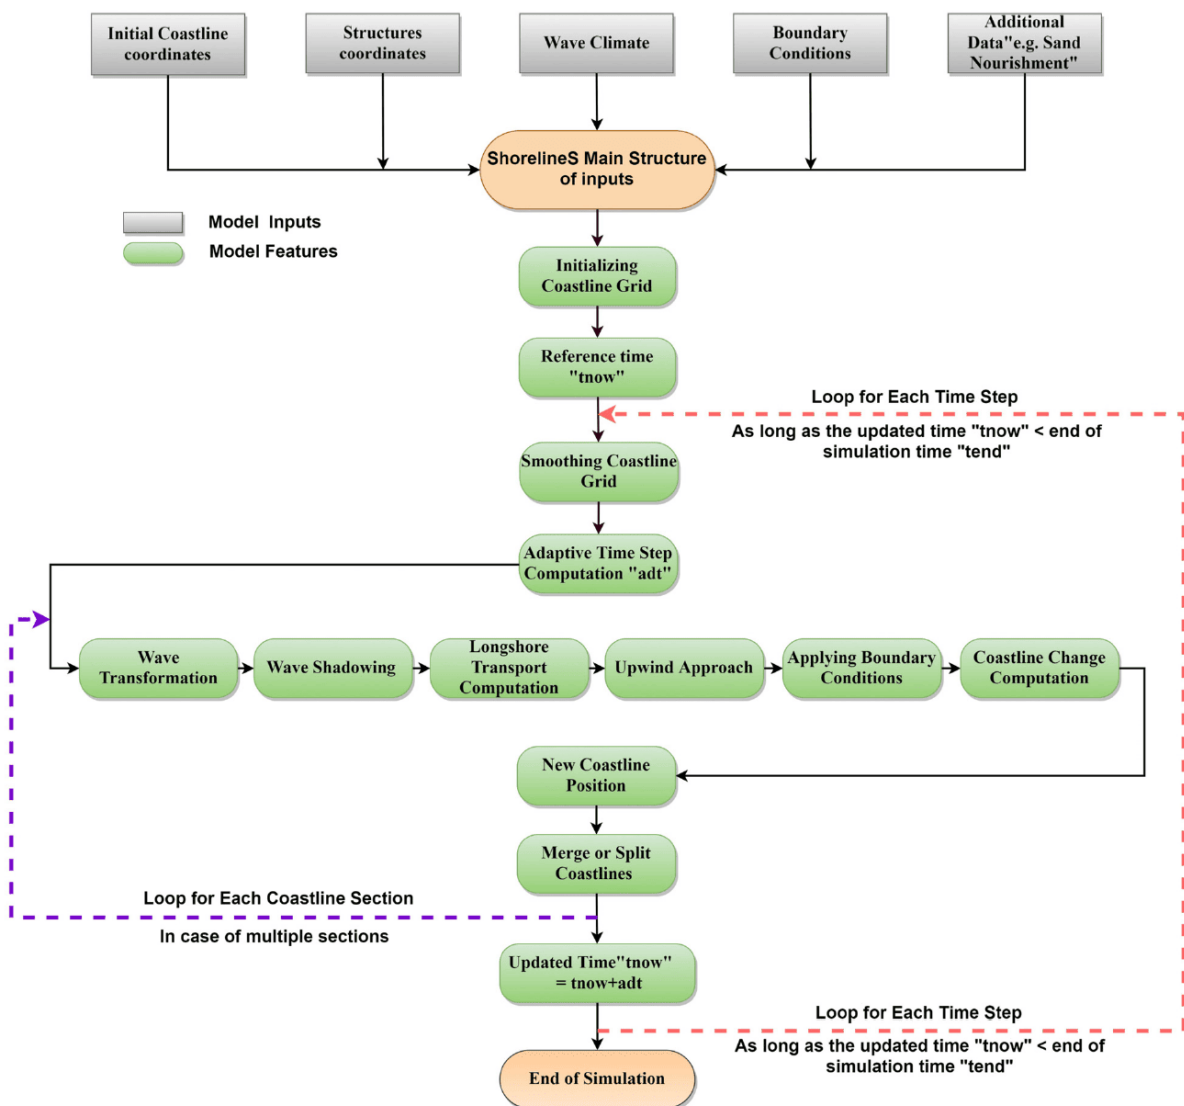 Initial Coastline
coordinates
Structures
coordinates
Wave Climate
Boundary
Conditions
Additional
Data"e.g. Sand
Nourishment"
ShorelineS Main Structure
of inputs
Model Inputs
Model Features
Initializing
Coastline Grid
Reference time
"tnow"
Loop for Each Time Step
As long as the updated time "tnow" < end of
simulation time "tend"
Smoothing Coastline
Grid
Adaptive Time Step
Computation "adt"
Wave
Transformation
Wave Shadowing
Longshore
Transport
Computation
Upwind Approach
Applying Boundary
Conditions
Coastline Change
Computation
New Coastline
Position
Merge or Split
Coastlines
Loop for Each Coastline Section
In case of multiple sections
Updated Time"tnow"
= tnow+adt
Loop for Each Time Step
As long as the updated time "tnow" < end of
simulation time "tend"
End of Simulation